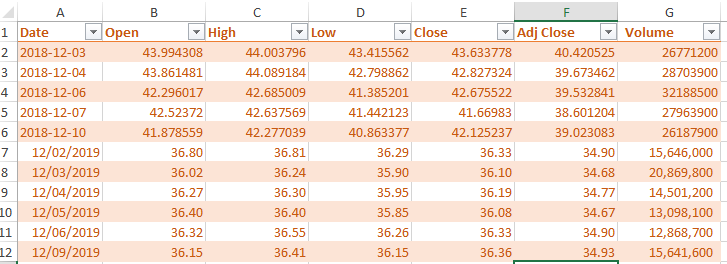 A B C D E F G
1 Date Open High Low Close Adj Close Volume
2 2018-12-03 43.994308 44.003796 43.415562 43.633778 40.420525 26771200
3 2018-12-04 43.861481 44.089184 42.798862 42.827324 39.673462 28703900
4 2018-12-06 42.296017 42.685009 41.385201 42.675522 39.532841 32188500
5 2018-12-07 42.52372 42.637569 41.442123 41.66983 38.601204 27963900
6 2018-12-10 41.878559 42.277039 40.863377 42.125237 39.023083 26187900
7 12/02/2019 36.80 36.81 36.29 36.33 34.90 15,646,000
8 12/03/2019 36.02 36.24 35.90 36.10 34.68 20,869,800
9 12/04/2019 36.27 36.30 35.95 36.19 34.77 14,501,200
10 12/05/2019 36.40 36.40 35.85 36.08 34.67 13,098,100
11 12/06/2019 36.32 36.55 36.26 36.33 34.90 12,868,700
12 12/09/2019 36.15 36.41 36.15 36.36 34.93 15,641,600